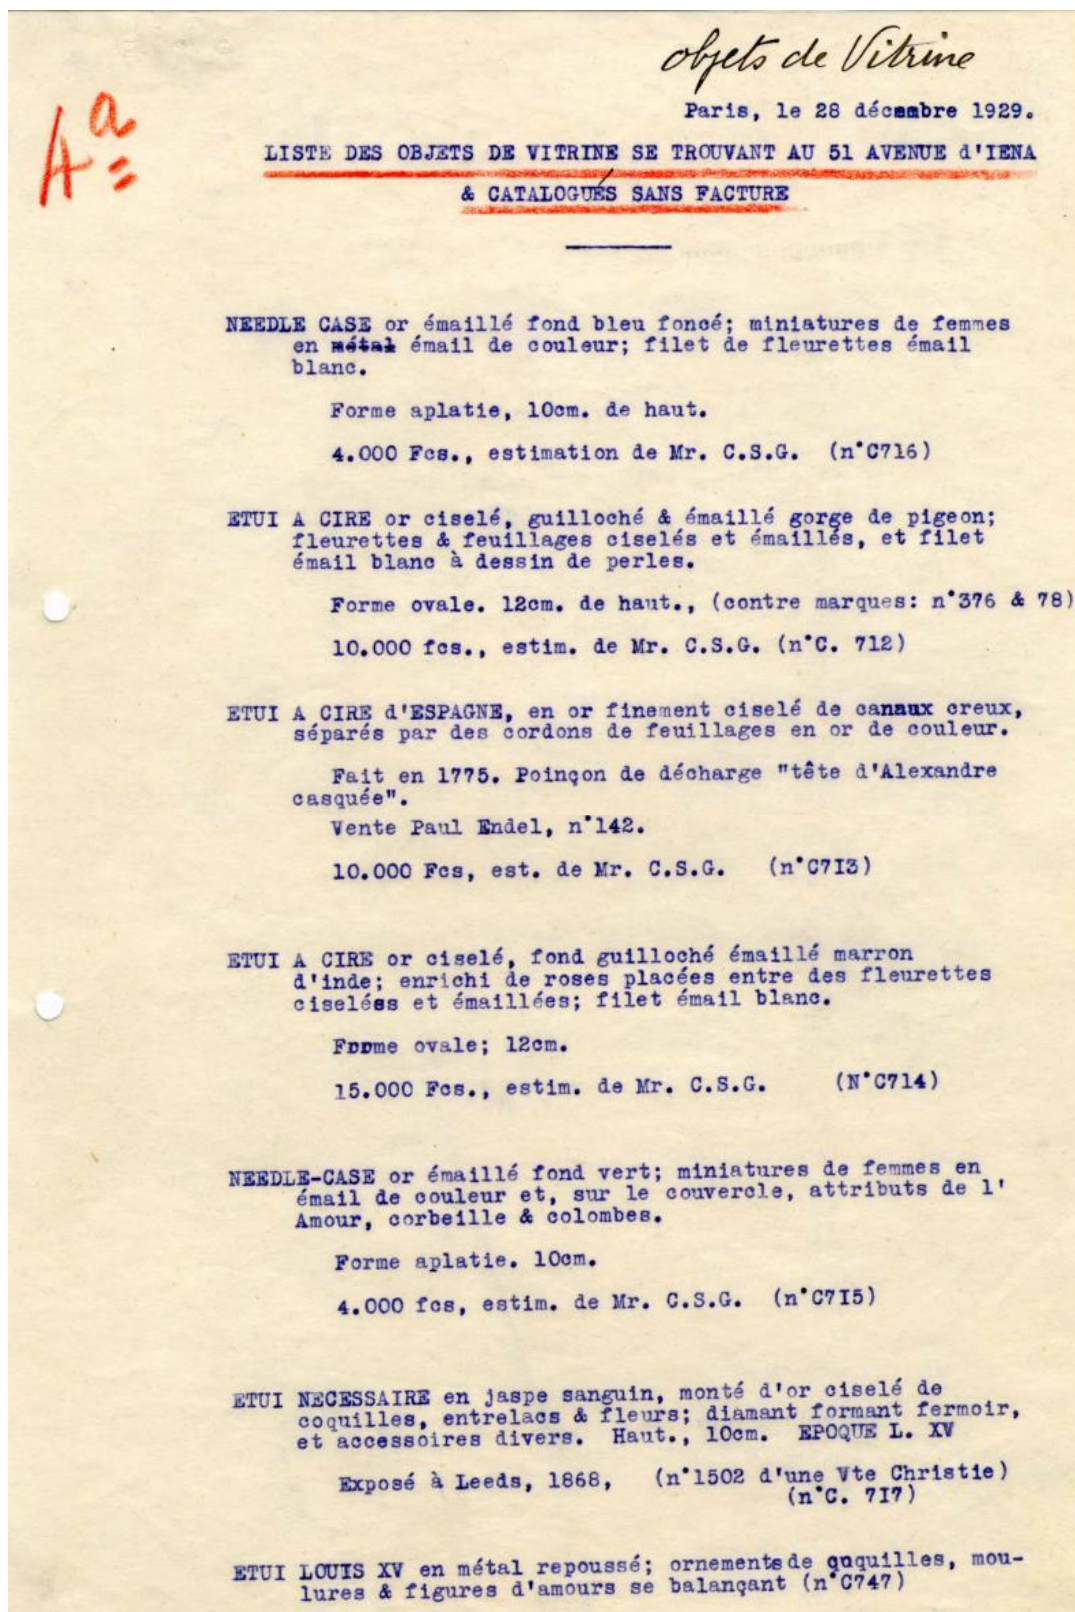 objets de Vitrine
Aa
Paris, le 28 décembre 1929.
LISTE DES OBJETS DE VITRINE SE TROUVANT AU 51 AVENUE d'IENA
& CATALOGUÉS SANS FACTURE
NEEDLE CASE or émaillé fond bleu foncé; miniatures de femmes
en métal émail de couleur; filet de fleurettes émail
blanc.
Forme aplatie, 10cm. de haut.
4.000 Fcs., estimation de Mr. C.S.G. (n°C716)
ETUI A CIRE or ciselé, guilloché & émaillé gorge de pigeon;
fleurettes & feuillages ciselés et émaillés, et filet
émail blanc à dessin de perles.
Forme ovale. 12cm. de haut., (contre marques: n°376 & 78)
10.000 fcs., estim. de Mr. C.S.G. (n°C. 712)
ETUI A CIRE d'ESPAGNE, en or finement ciselé de canaux creux,
séparés par des cordons de feuillages en or de couleur.
Fait en 1775. Poinçon de décharge "tête d'Alexandre
casquée".
Vente Paul Endel, n°142.
10.000 Fcs, est. de Mr. C.S.G. (n°C7I3)
ETUI A CIRE or ciselé, fond guilloché émaillé marron
d'inde; enrichi de roses placées entre des fleurettes
ciseléss et émaillées; filet émail blanc.
Forme ovale; 12cm.
15.000 Fcs., estim. de Mr. C.S.G. (N°C714)
NEEDLE-CASE or émaillé fond vert; miniatures de femmes en
émail de couleur et, sur le couvercle, attributs de l'
Amour, corbeille & colombes.
Forme aplatie. 10cm.
4.000 fcs, estim. de Mr. C.S.G. (n°C7I5)
ETUI NECESSAIRE en jaspe sanguin, monté d'or ciselé de
coquilles, entrelacs & fleurs; diamant formant fermoir,
et accessoires divers. Haut., 10cm. EPOQUE L. XV
Exposé à Leeds, 1868, (n°1502 d'une Vte Christie)
(n°C. 7I7)
ETUI LOUIS XV en métal repoussé; ornements de coquilles, mou-
lures & figures d'amours se balançant (n°C747)